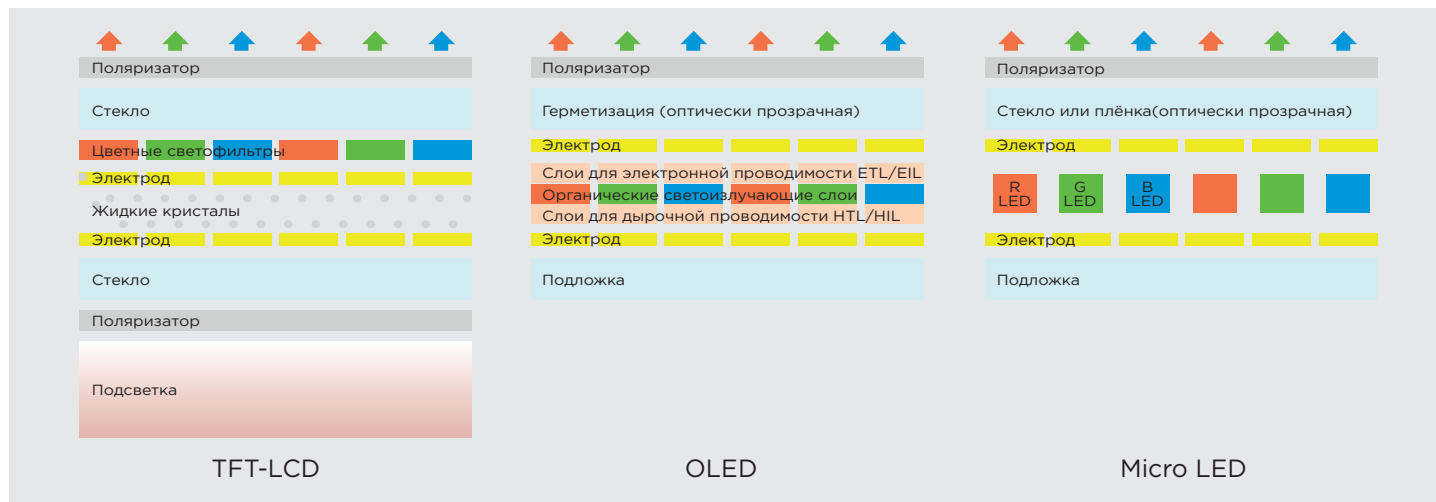 Поляризатор
Стекло
Цветные светофильтры
Электрод
Жидкие кристалы
Электрод
Стекло
Поляризатор
Подсветка
TFT-LCD
Поляризатор
Герметизация (оптически прозрачная)
Электрод
Слои для электронной проводимости ETL/EIL
Органические светоизлучающие слои
Слои для дырочной проводимости HTL/HIL
Электрод
Подложка
OLED
Поляризатор
Стекло или плёнка(оптически прозрачная)
Электрод
R LED
G LED
B LED
Электрод
Подложка
Micro LED